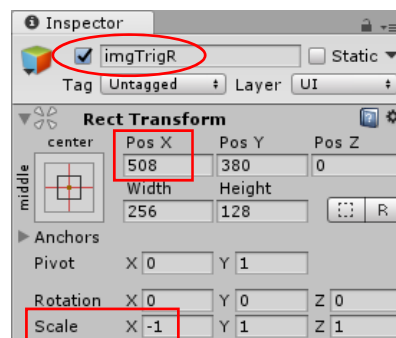 Inspector
imgTrigR Static
Tag Untagged Layer UI
Rect Transform
center Pos X Pos Y Pos Z
middle 508 380 0
Width Height
256 128 R
Anchors
Pivot X 0 Y 1
Rotation X 0 Y 0 Z 0
Scale X -1 Y 1 Z 1